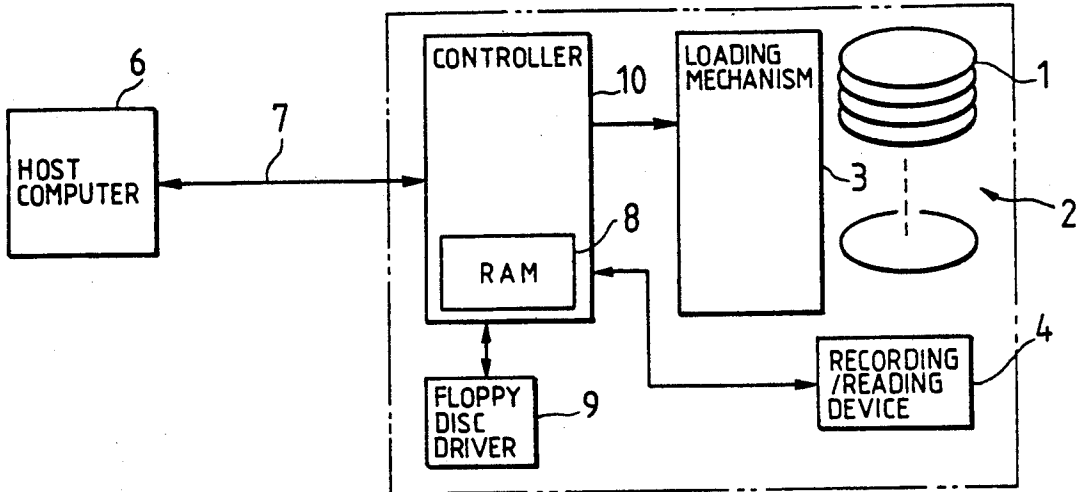 6
HOST
COMPUTER
7
CONTROLLER
10
RAM
8
FLOPPY
DISC
DRIVER
9
LOADING
MECHANISM
3
1
2
RECORDING
/READING
DEVICE
4